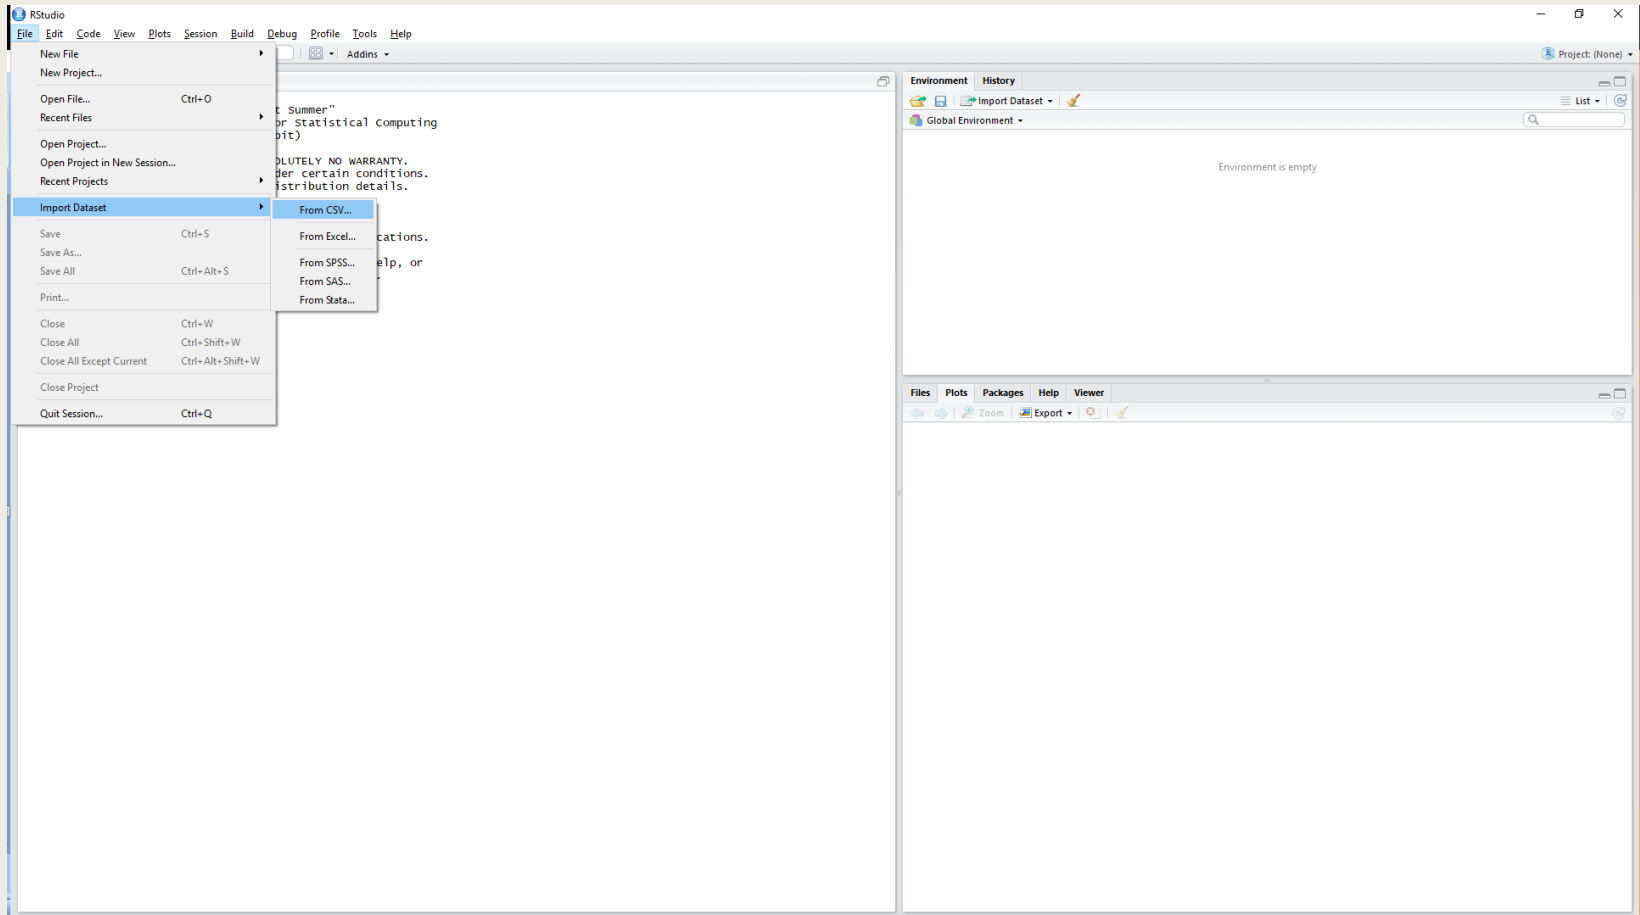 RStudio
File Edit Code View Plots Session Build Debug Profile Tools Help
Addins
Project: (None)
New File
New Project...
Open File... Ctrl+O
Recent Files
Open Project...
Open Project in New Session...
Recent Projects
Import Dataset
Save Ctrl+S
Save As...
Save All Ctrl+Alt+S
Print...
Close Ctrl+W
Close All Ctrl+Shift+W
Close All Except Current Ctrl+Alt+Shift+W
Close Project
Quit Session... Ctrl+Q
From CSV...
From Excel...
From SPSS...
From SAS...
From Stata...
t Summer"
or Statistical Computing
bit)
OLUTELY NO WARRANTY.
der certain conditions.
istribution details.
cations.
elp, or
Environment History
Import Dataset
List
Global Environment
Environment is empty
Files Plots Packages Help Viewer
Zoom Export